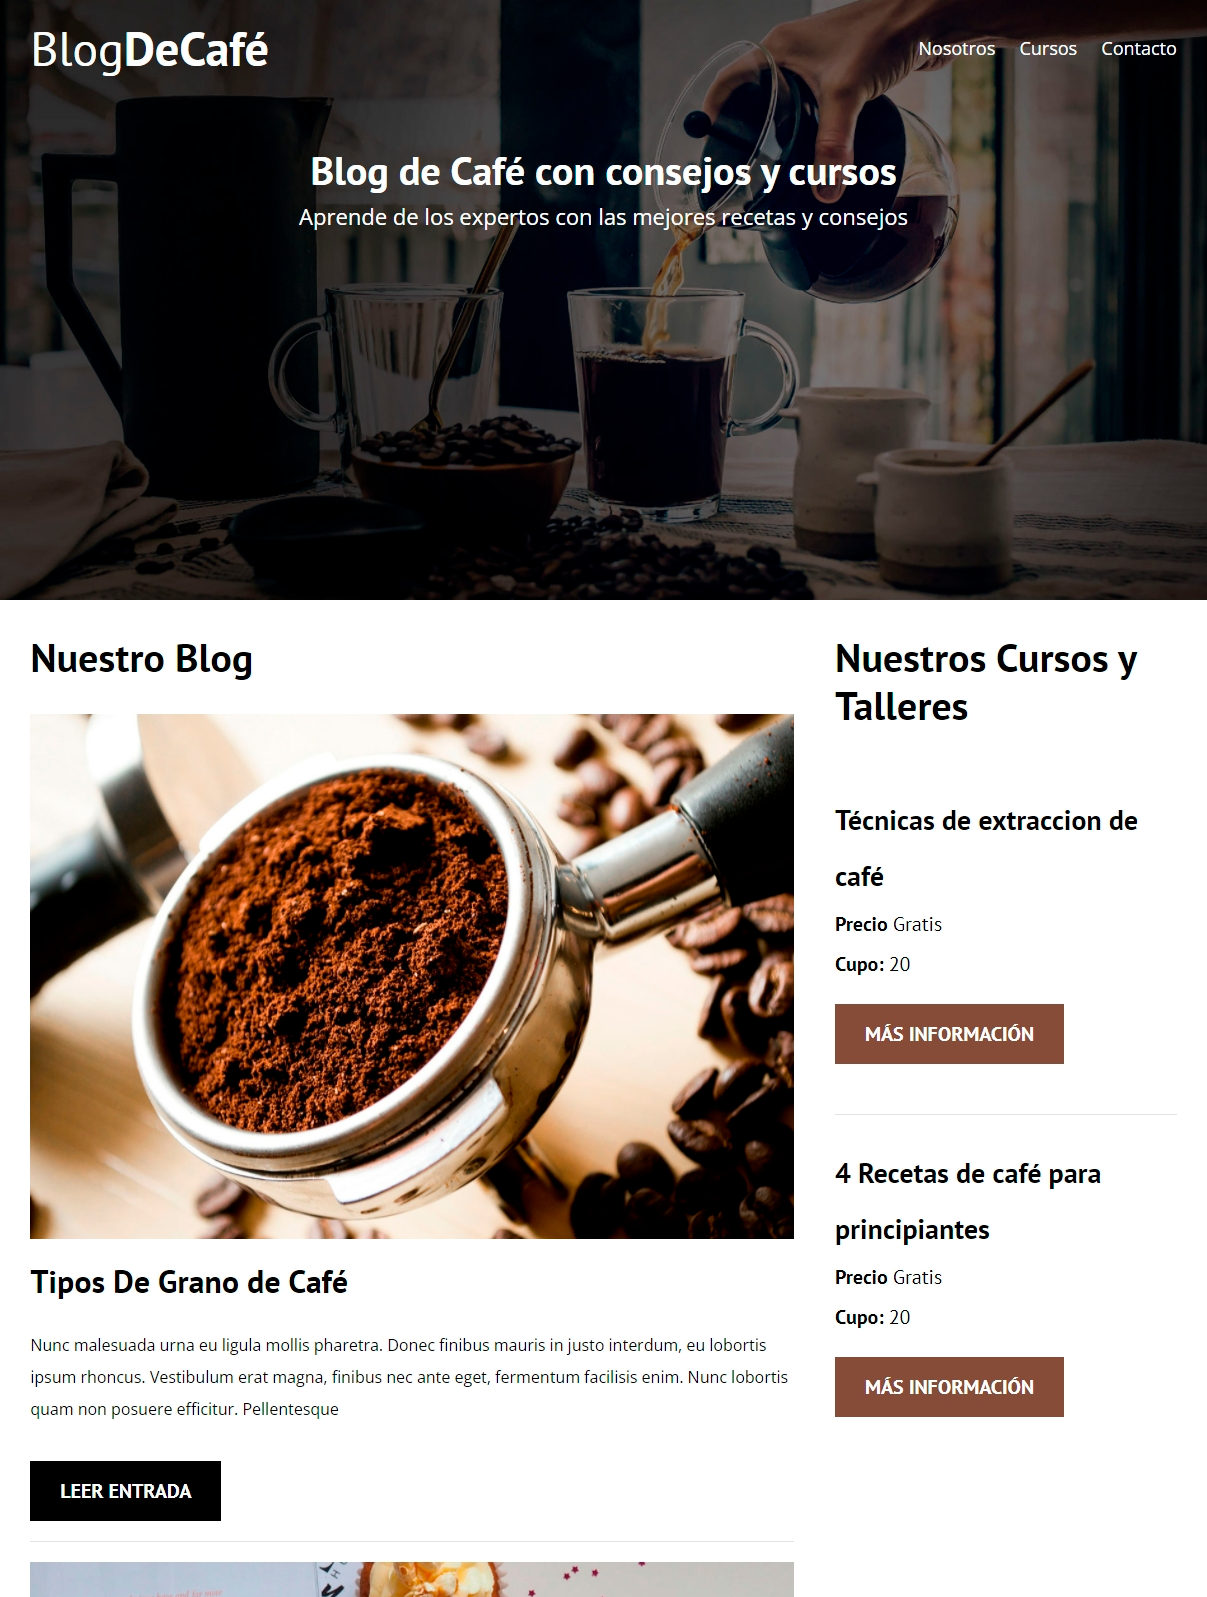 BlogDeCafé
Nosotros Cursos Contacto
Blog de Café con consejos y cursos
Aprende de los expertos con las mejores recetas y consejos
Nuestro Blog
Tipos De Grano de Café
Nunc malesuada urna eu ligula mollis pharetra. Donec finibus mauris in justo interdum, eu lobortis
ipsum rhoncus. Vestibulum erat magna, finibus nec ante eget, fermentum facilisis enim. Nunc lobortis
quam non posuere efficitur. Pellentesque
LEER ENTRADA
Nuestros Cursos y
Talleres
Técnicas de extraccion de
café
Precio Gratis
Cupo: 20
MÁS INFORMACIÓN
4 Recetas de café para
principiantes
Precio Gratis
Cupo: 20
MÁS INFORMACIÓN